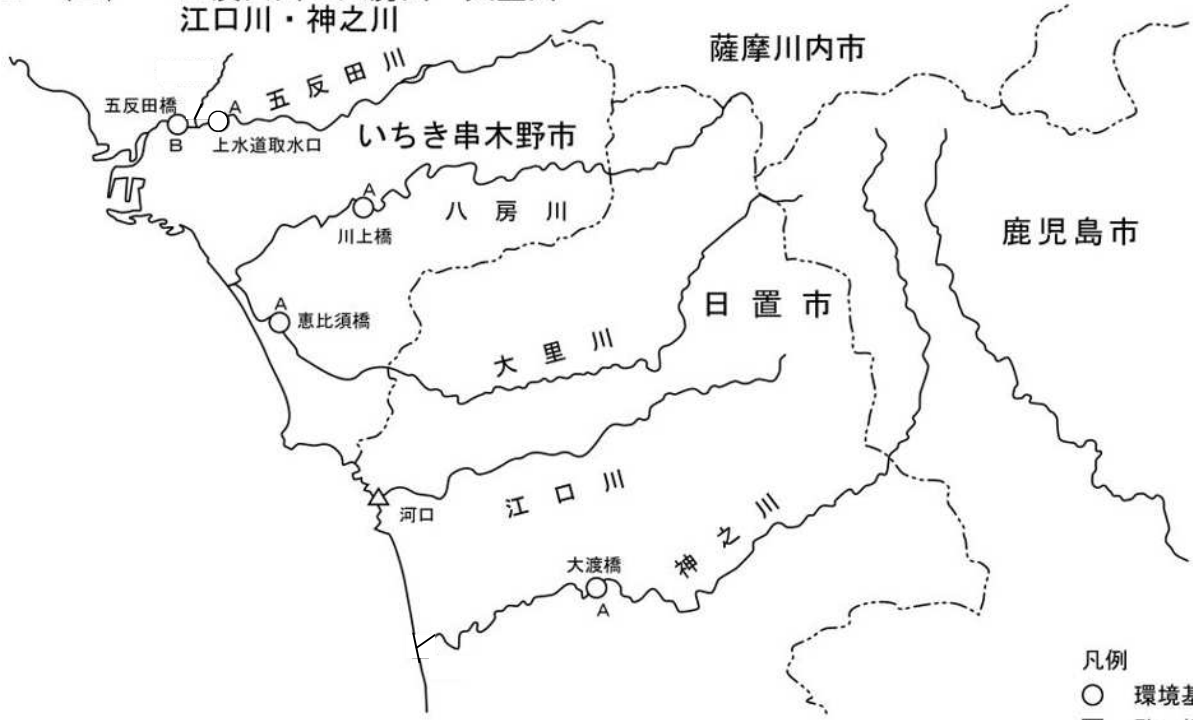 江口川・神之川
薩摩川内市
五反田川
五反田橋
A
B
上水道取水口
いちき串木野市
A
川上橋
八房川
鹿児島市
A
恵比須橋
日置市
大里川
江口川
河口
神之川
大渡橋
A
凡例
○ 環境基